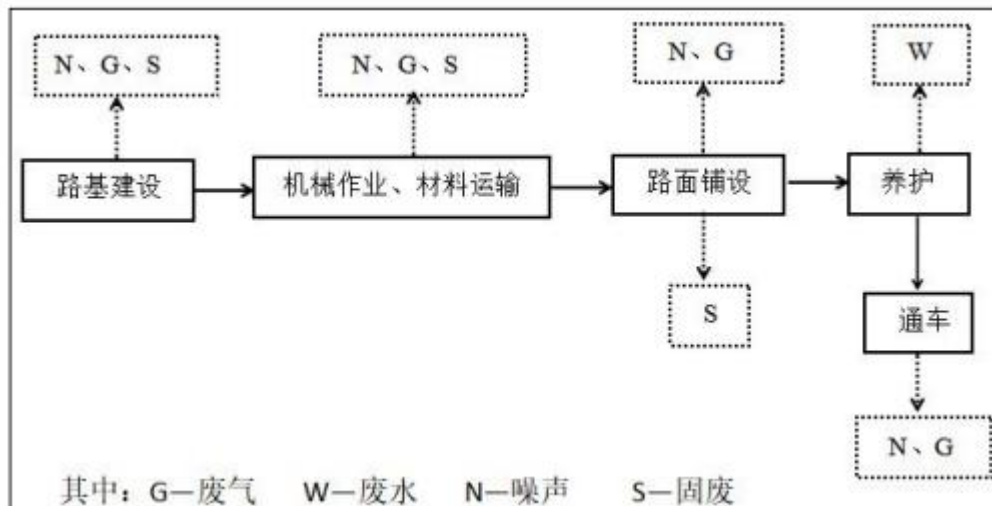 N、G、S
N、G、S
N、G
W
路基建设
机械作业、材料运输
路面铺设
养护
S
通车
N、G
其中：G—废气 W—废水 N—噪声 S—固废